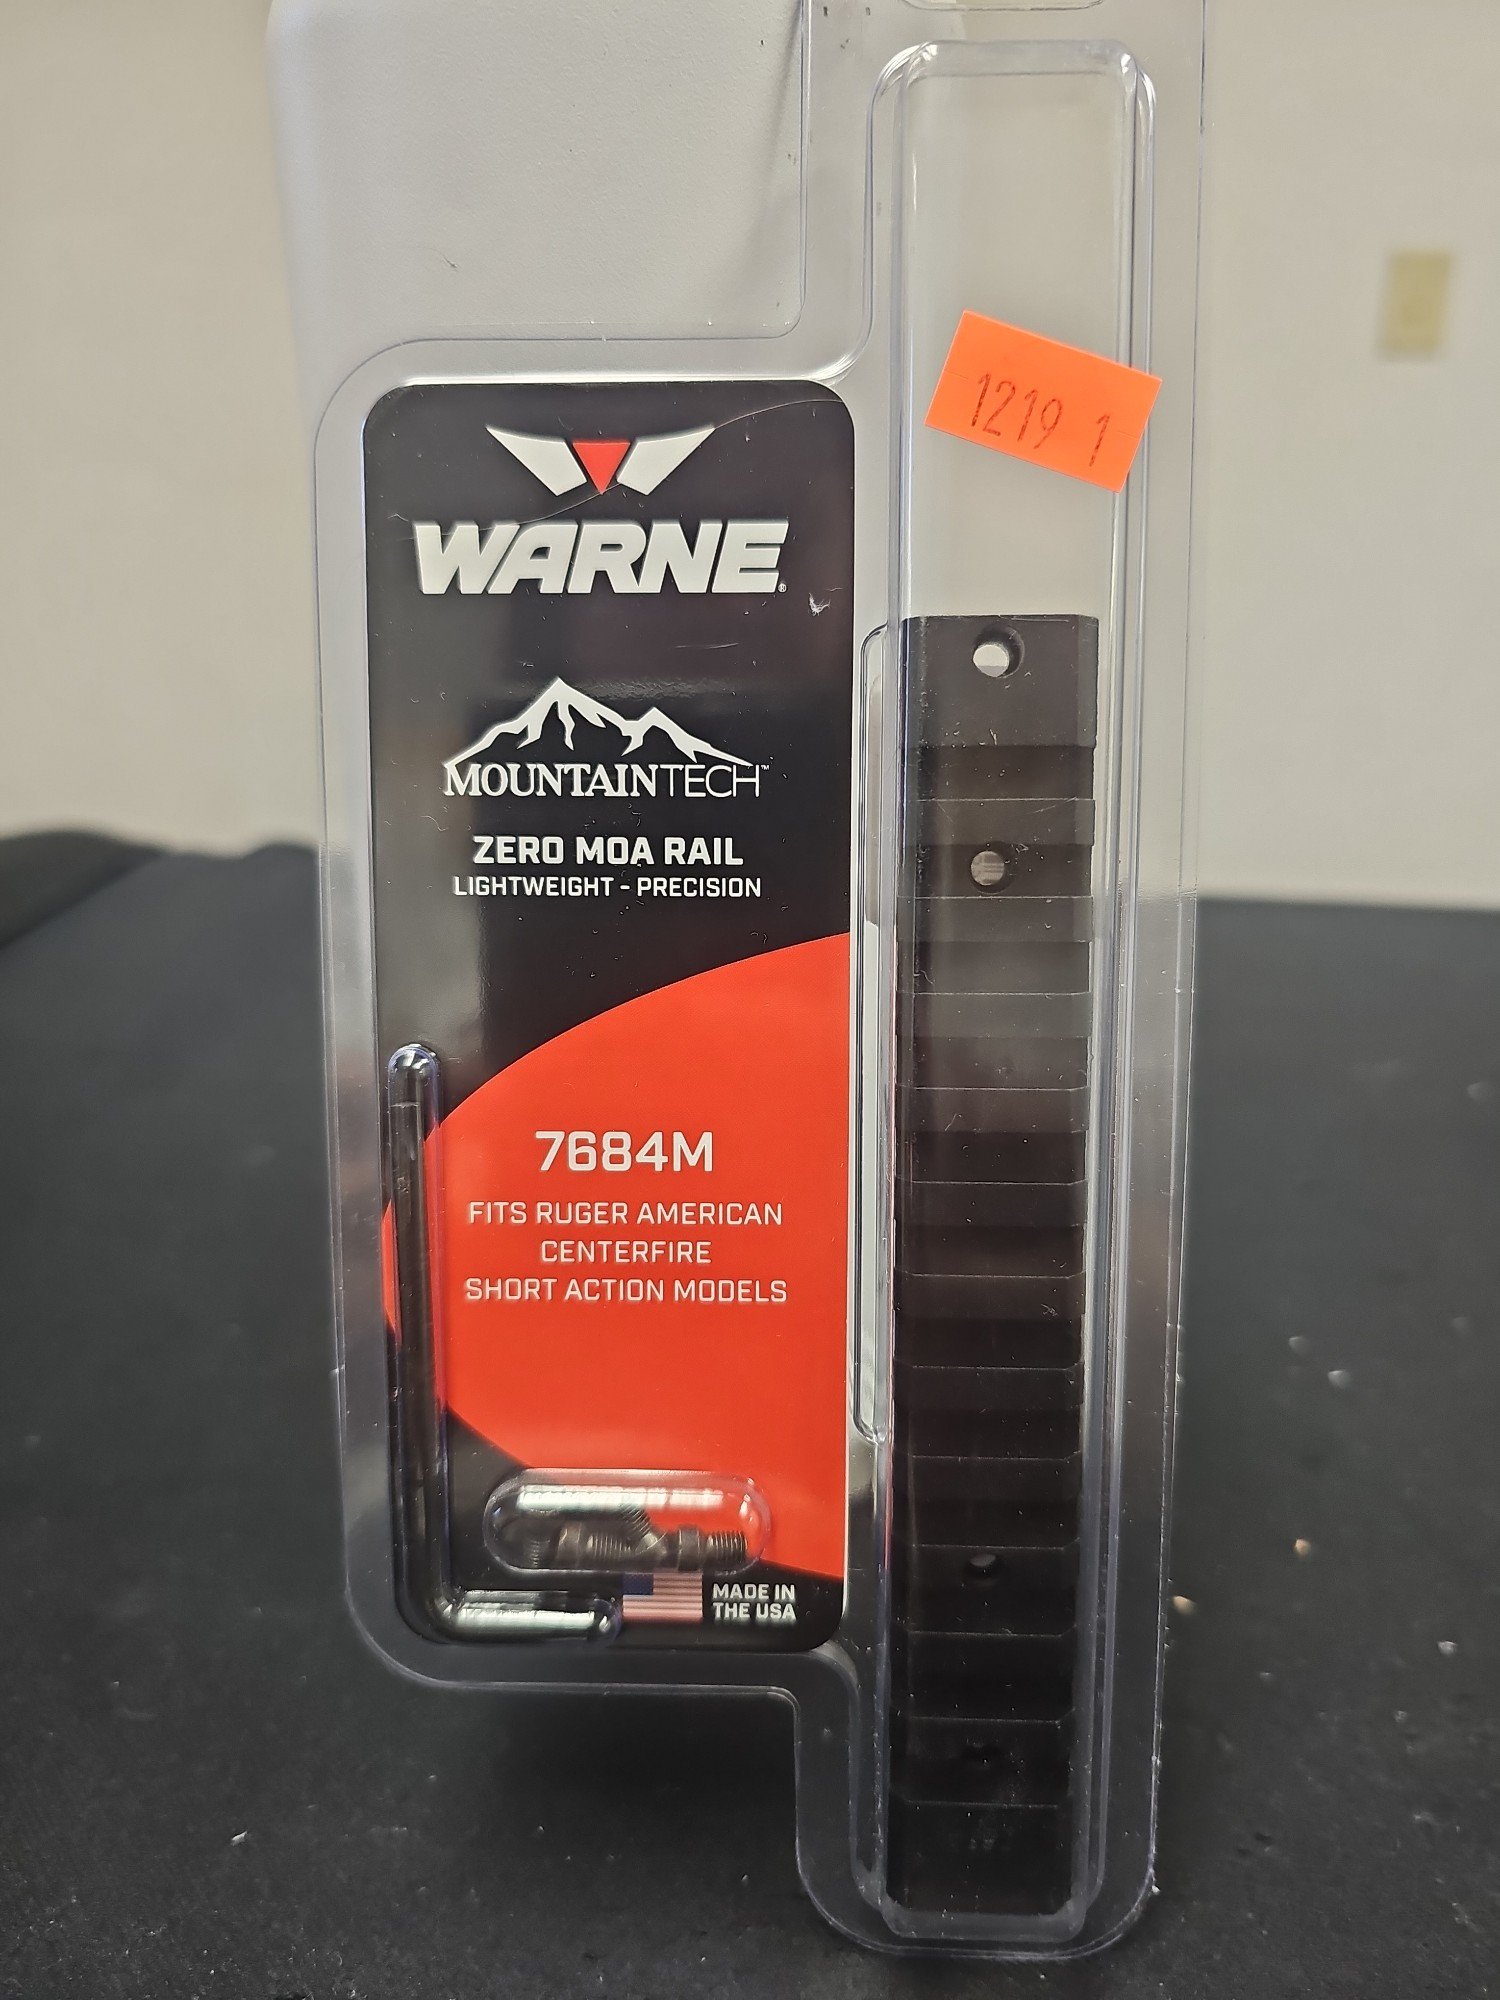 1219 1
WARNE
MOUNTAINTECH™
ZERO MOA RAIL
LIGHTWEIGHT - PRECISION
7684M
FITS RUGER AMERICAN
CENTERFIRE
SHORT ACTION MODELS
MADE IN
THE USA